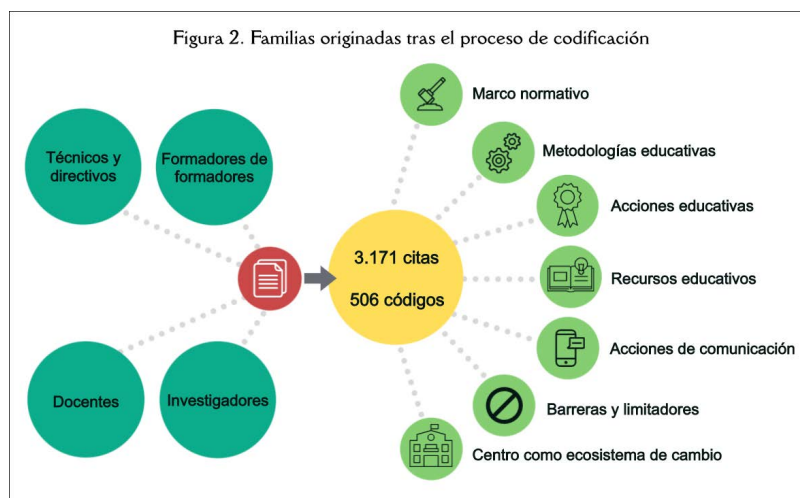 Figura 2. Familias originadas tras el proceso de codificación
Técnicos y
directivos
Formadores de
formadores
Docentes
Investigadores
3.171 citas
506 códigos
Marco normativo
Metodologías educativas
Acciones educativas
Recursos educativos
Acciones de comunicación
Barreras y limitadores
Centro como ecosistema de cambio